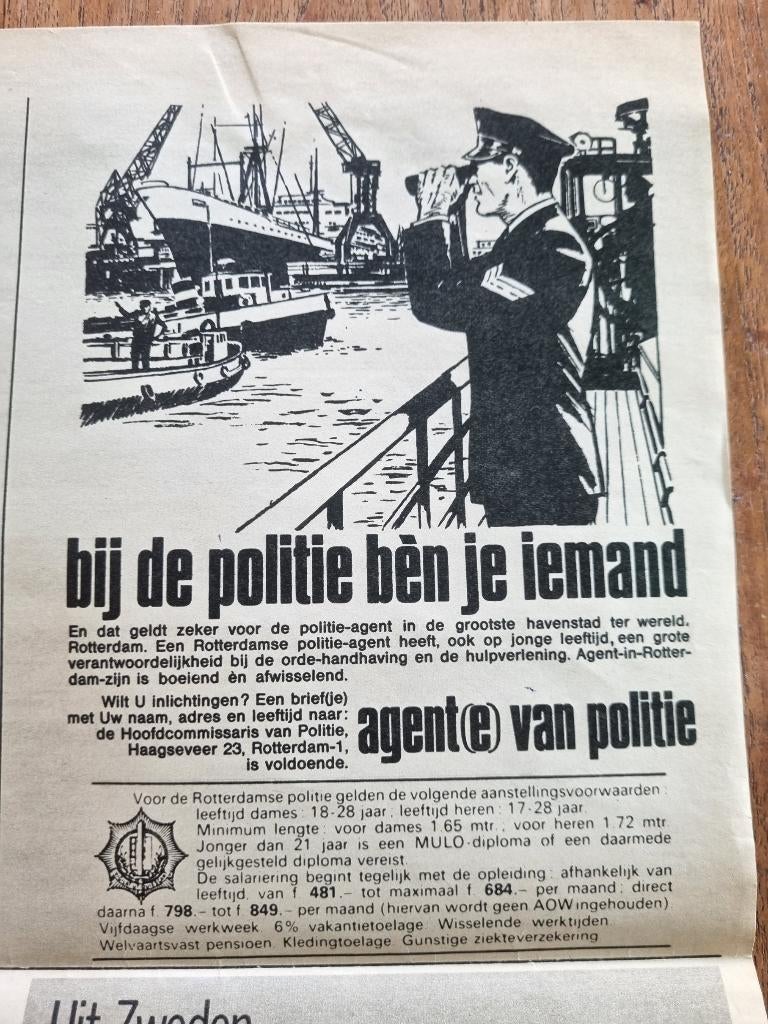 bij de politie bèn je iemand
En dat geldt zeker voor de politie-agent in de grootste havenstad ter wereld.
Rotterdam. Een Rotterdamse politie-agent heeft, ook op jonge leeftijd, een grote
verantwoordelijkheid bij de orde-handhaving en de hulpverlening. Agent-in-Rotter-
dam-zijn is boeiend èn afwisselend.
Wilt U inlichtingen? Een brief(je)
met Uw naam, adres en leeftijd naar:
de Hoofdcommissaris van Politie,
Haagseveer 23, Rotterdam-1,
is voldoende.
agent(e) van politie
Voor de Rotterdamse politie gelden de volgende aanstellingsvoorwaarden:
leeftijd dames: 18-28 jaar; leeftijd heren: 17-28 jaar.
Minimum lengte: voor dames 1.65 mtr., voor heren 1.72 mtr.
Jonger dan 21 jaar is een MULO-diploma of een daarmede
gelijkgesteld diploma vereist.
De salariering begint tegelijk met de opleiding: afhankelijk van
leeftijd, van f 481.- tot maximaal f 684.- per maand; direct
daarna f. 798.- tot f 849.- per maand (hiervan wordt geen AOW ingehouden).
Vijfdaagse werkweek. 6% vakantietoelage. Wisselende werktijden.
Welvaartsvast pensioen. Kledingtoelage. Gunstige ziekteverzekering
Uit Zweden